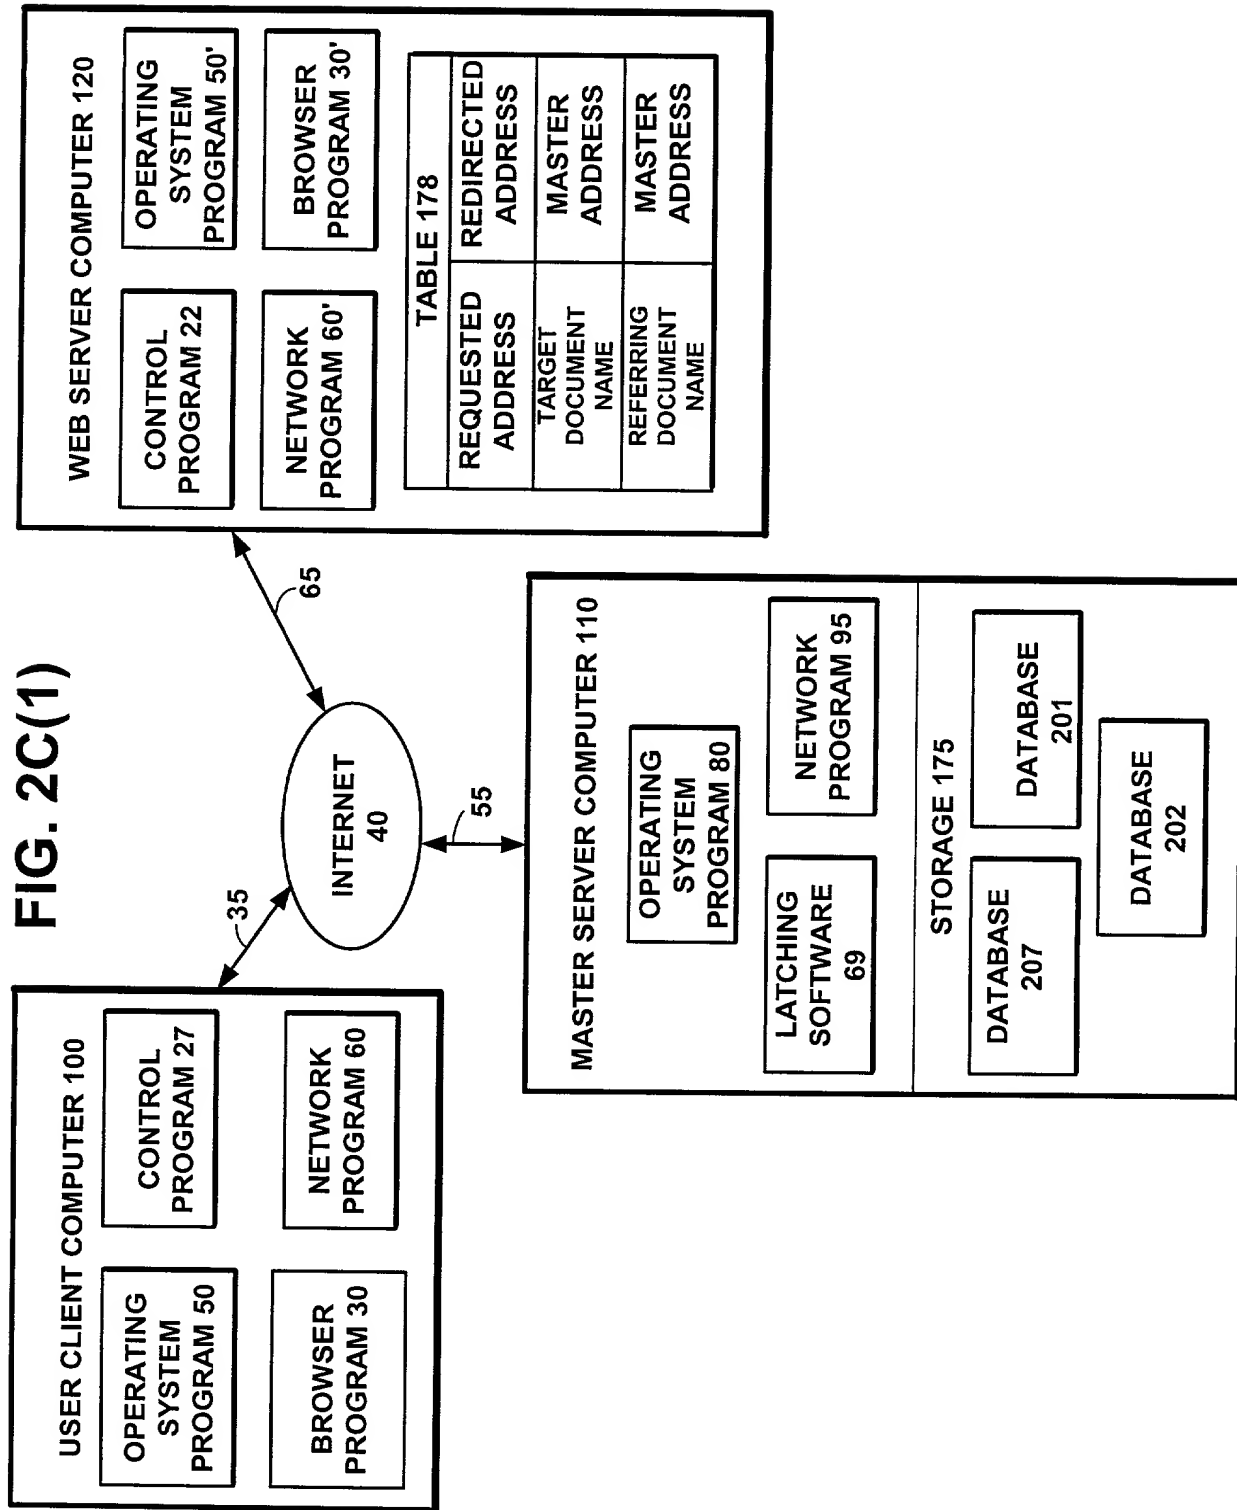 FIG. 2C(1)
USER CLIENT COMPUTER 100
OPERATING
SYSTEM
PROGRAM 50
CONTROL
PROGRAM 27
BROWSER
PROGRAM 30
NETWORK
PROGRAM 60
35
INTERNET
40
65
55
WEB SERVER COMPUTER 120
CONTROL
PROGRAM 22
OPERATING
SYSTEM
PROGRAM 50'
NETWORK
PROGRAM 60'
BROWSER
PROGRAM 30'
TABLE 178
REQUESTED
ADDRESS
REDIRECTED
ADDRESS
TARGET
DOCUMENT
NAME
MASTER
ADDRESS
REFERRING
DOCUMENT
NAME
MASTER
ADDRESS
MASTER SERVER COMPUTER 110
OPERATING
SYSTEM
PROGRAM 80
LATCHING
SOFTWARE
69
NETWORK
PROGRAM 95
STORAGE 175
DATABASE
207
DATABASE
201
DATABASE
202